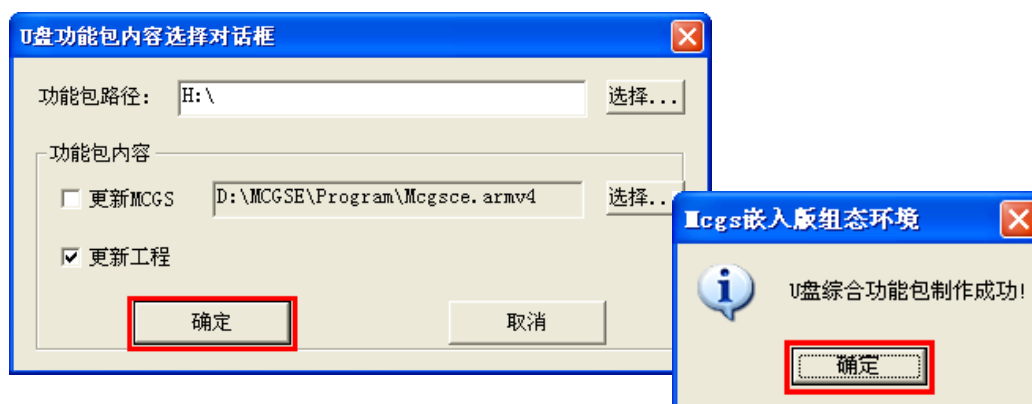 U盘功能包内容选择对话框
功能包路径：
H:\
选择...
功能包内容
更新MCGS
D:\MCGSE\Program\Mcgsce.armv4
选择..
更新工程
确定
取消
Mcgs嵌入版组态环境
U盘综合功能包制作成功!
确定